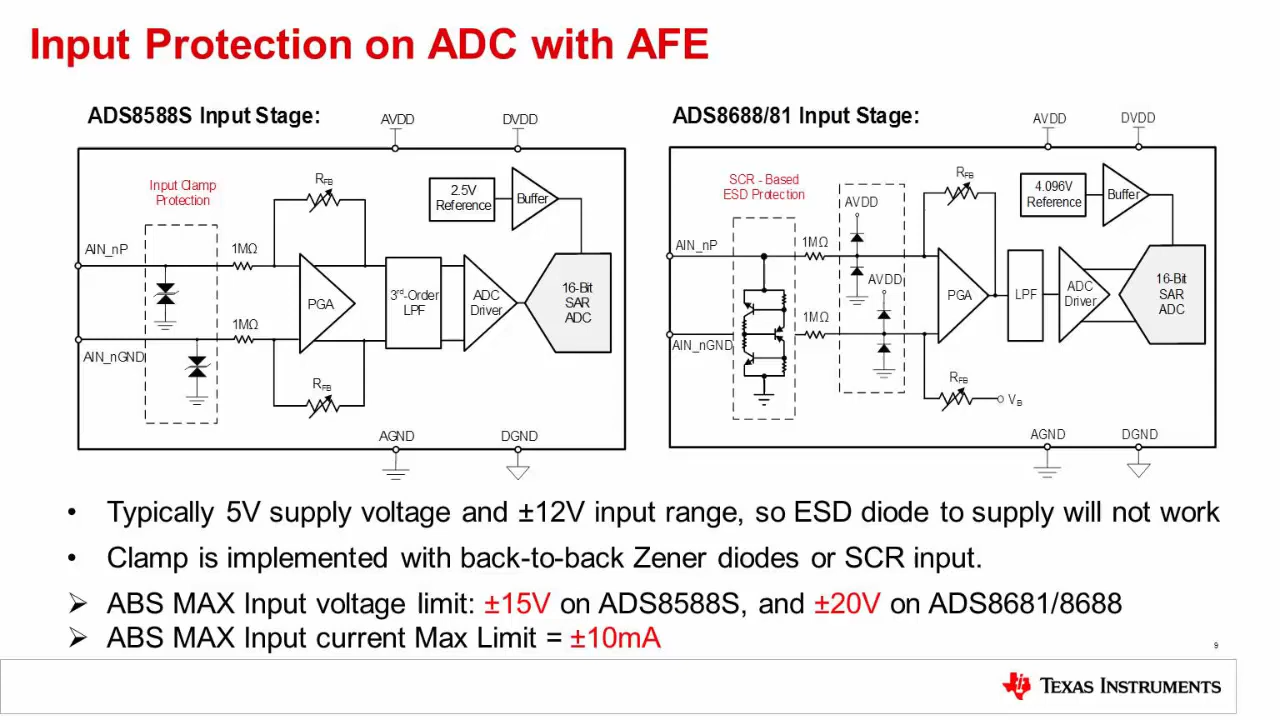 Input Protection on ADC with AFE
ADS8588S Input Stage:
AVDD
DVDD
Input Clamp
Protection
RFB
2.5V
Reference
Buffer
AIN_nP
1MΩ
PGA
3rd-Order
LPF
ADC
Driver
16-Bit
SAR
ADC
1MΩ
AIN_nGND
RFB
AGND
DGND
ADS8688/81 Input Stage:
AVDD
DVDD
SCR - Based
ESD Protection
AVDD
RFB
4.096V
Reference
Buffer
AIN_nP
1MΩ
AVDD
PGA
LPF
ADC
Driver
16-Bit
SAR
ADC
1MΩ
AIN_nGND
RFB
VB
AGND
DGND
• Typically 5V supply voltage and ±12V input range, so ESD diode to supply will not work
• Clamp is implemented with back-to-back Zener diodes or SCR input.
➢ ABS MAX Input voltage limit: ±15V on ADS8588S, and ±20V on ADS8681/8688
➢ ABS MAX Input current Max Limit = ±10mA
9
TEXAS INSTRUMENTS